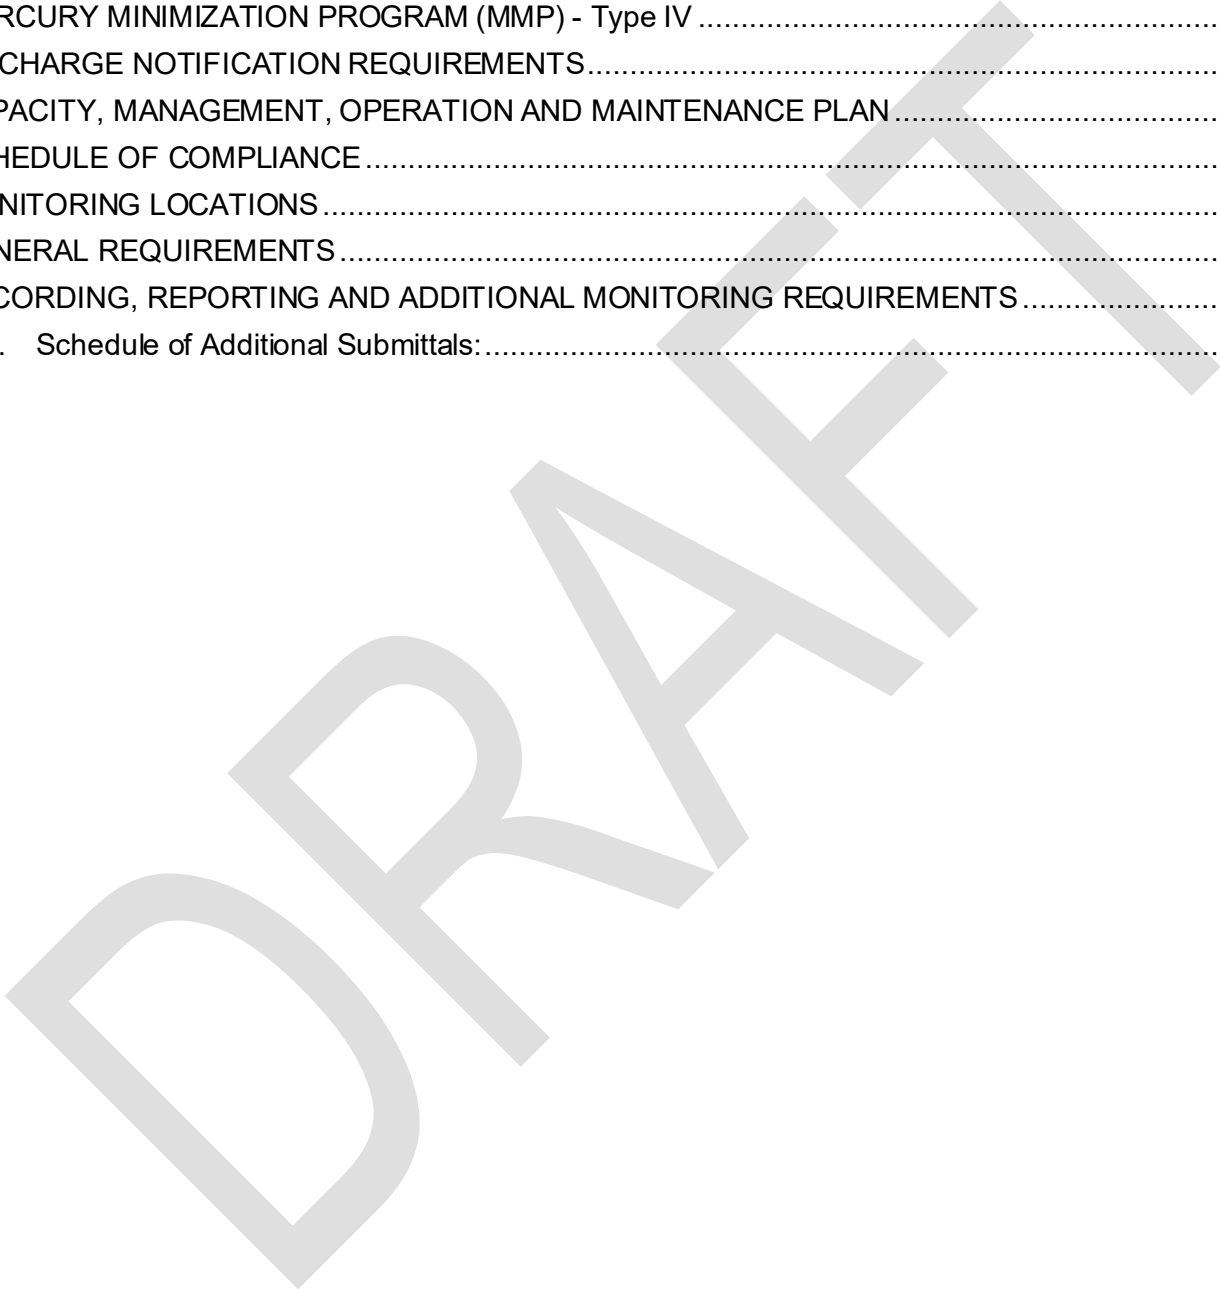 RCURY MINIMIZATION PROGRAM (MMP) - Type IV ..........................................................................
CHARGE NOTIFICATION REQUIREMENTS..........................................................................
PACITY, MANAGEMENT, OPERATION AND MAINTENANCE PLAN......................................
HEDULE OF COMPLIANCE....................................................................................................
NITORING LOCATIONS.........................................................................................................
NERAL REQUIREMENTS.......................................................................................................
CORDING, REPORTING AND ADDITIONAL MONITORING REQUIREMENTS.......................
. Schedule of Additional Submittals:......................................................................................
DRAFT